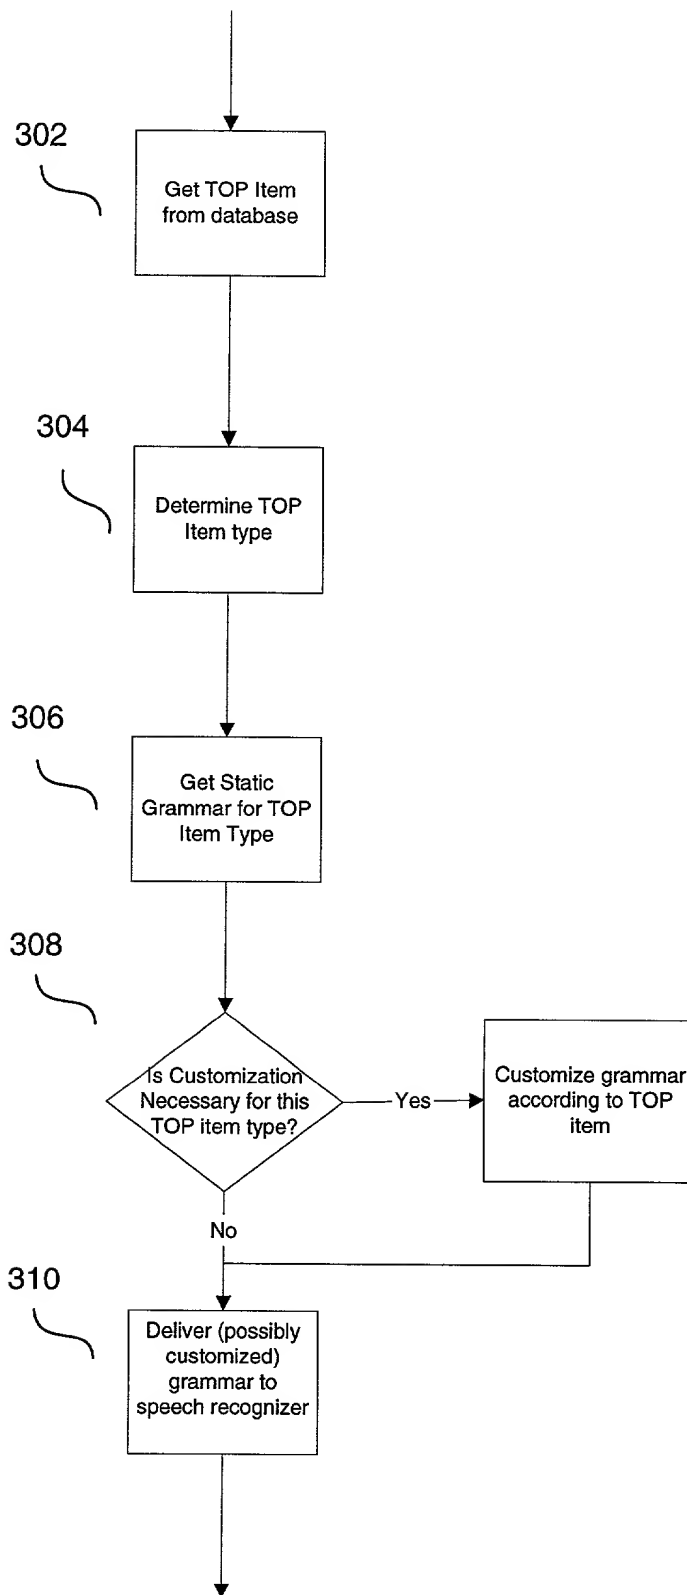 302
Get TOP Item
from database
304
Determine TOP
Item type
306
Get Static
Grammar for TOP
Item Type
308
Is Customization
Necessary for this
TOP item type?
Yes
Customize grammar
according to TOP
item
No
310
Deliver (possibly
customized)
grammar to
speech recognizer